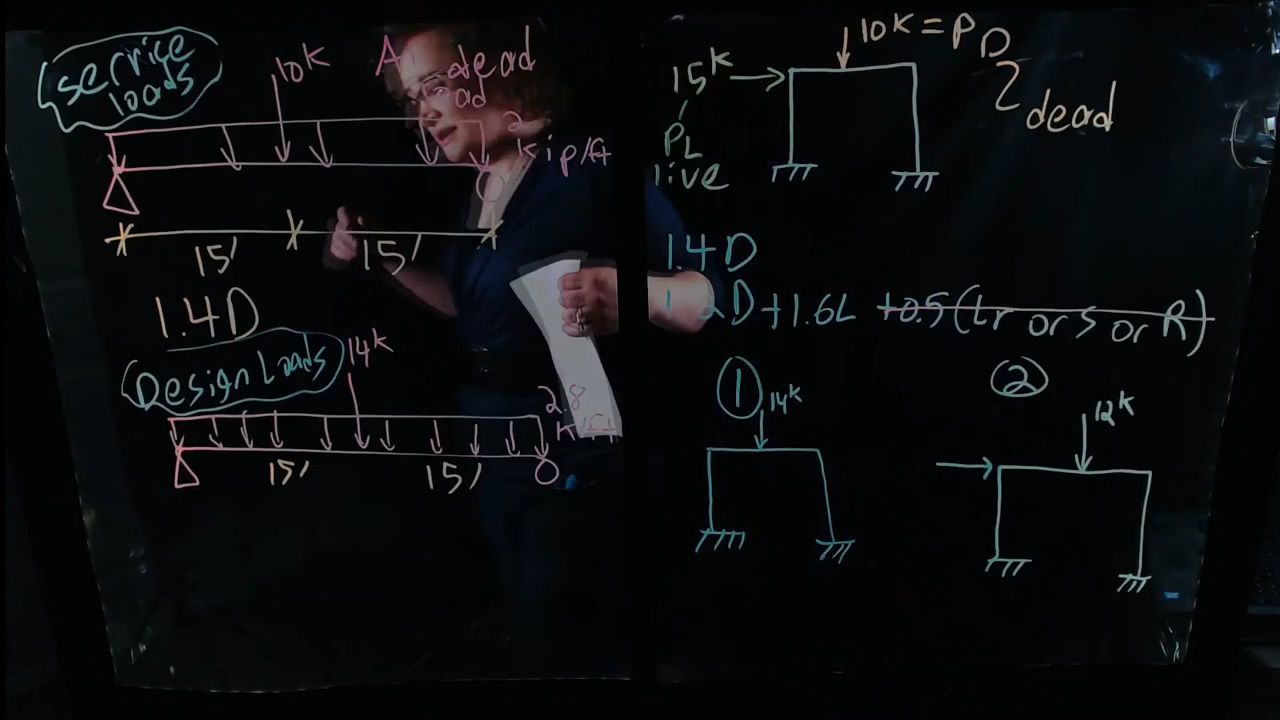 service
loads
10k
All dead
load
2
kip/ft
15'
15'
1.4D
Design Loads
14k
2.8
k/ft
15'
15'
10k = PD
dead
15k
PL
live
1.4D
1.2D+1.6L +0.5(Lr or S or R)
1
14k
2
12k